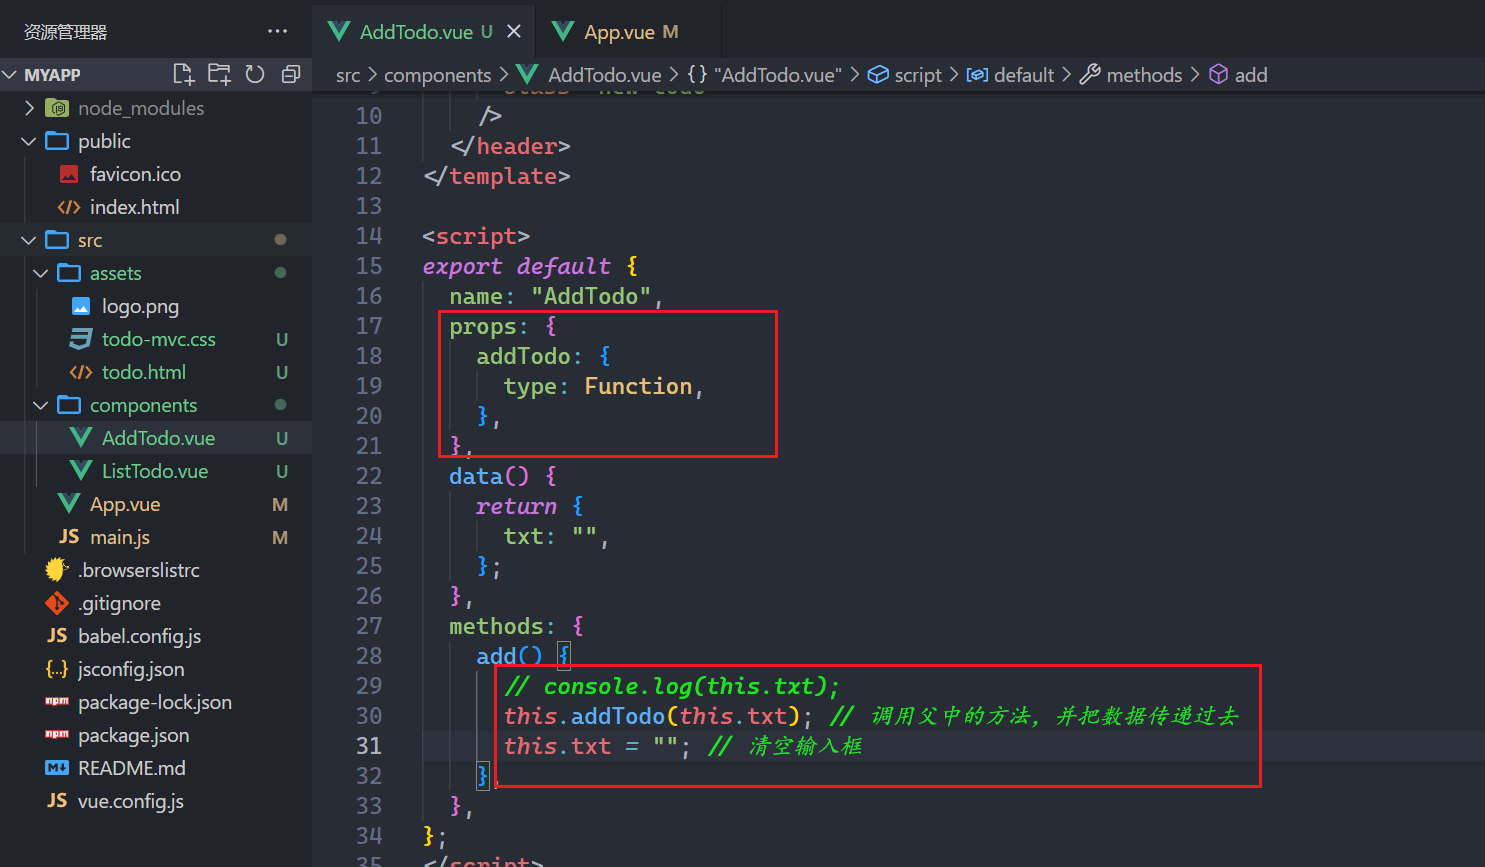 资源管理器
AddTodo.vue U
App.vue M
MYAPP
src > components > AddTodo.vue > {} "AddTodo.vue" > script > default > methods > add
node_modules
public
favicon.ico
index.html
src
assets
logo.png
todo-mvc.css U
todo.html U
components
AddTodo.vue U
ListTodo.vue U
App.vue M
JS main.js M
.browserslistrc
.gitignore
JS babel.config.js
{..} jsconfig.json
npm package-lock.json
npm package.json
README.md
JS vue.config.js
10 />
11 </header>
12 </template>
13
14 <script>
15 export default {
16 name: "AddTodo",
17 props: {
18 addTodo: {
19 type: Function,
20 },
21 },
22 data() {
23 return {
24 txt: "",
25 };
26 },
27 methods: {
28 add() {
29 // console.log(this.txt);
30 this.addTodo(this.txt); // 调用父中的方法，并把数据传递过去
31 this.txt = ""; // 清空输入框
32 },
33 },
34 };
35 </script>